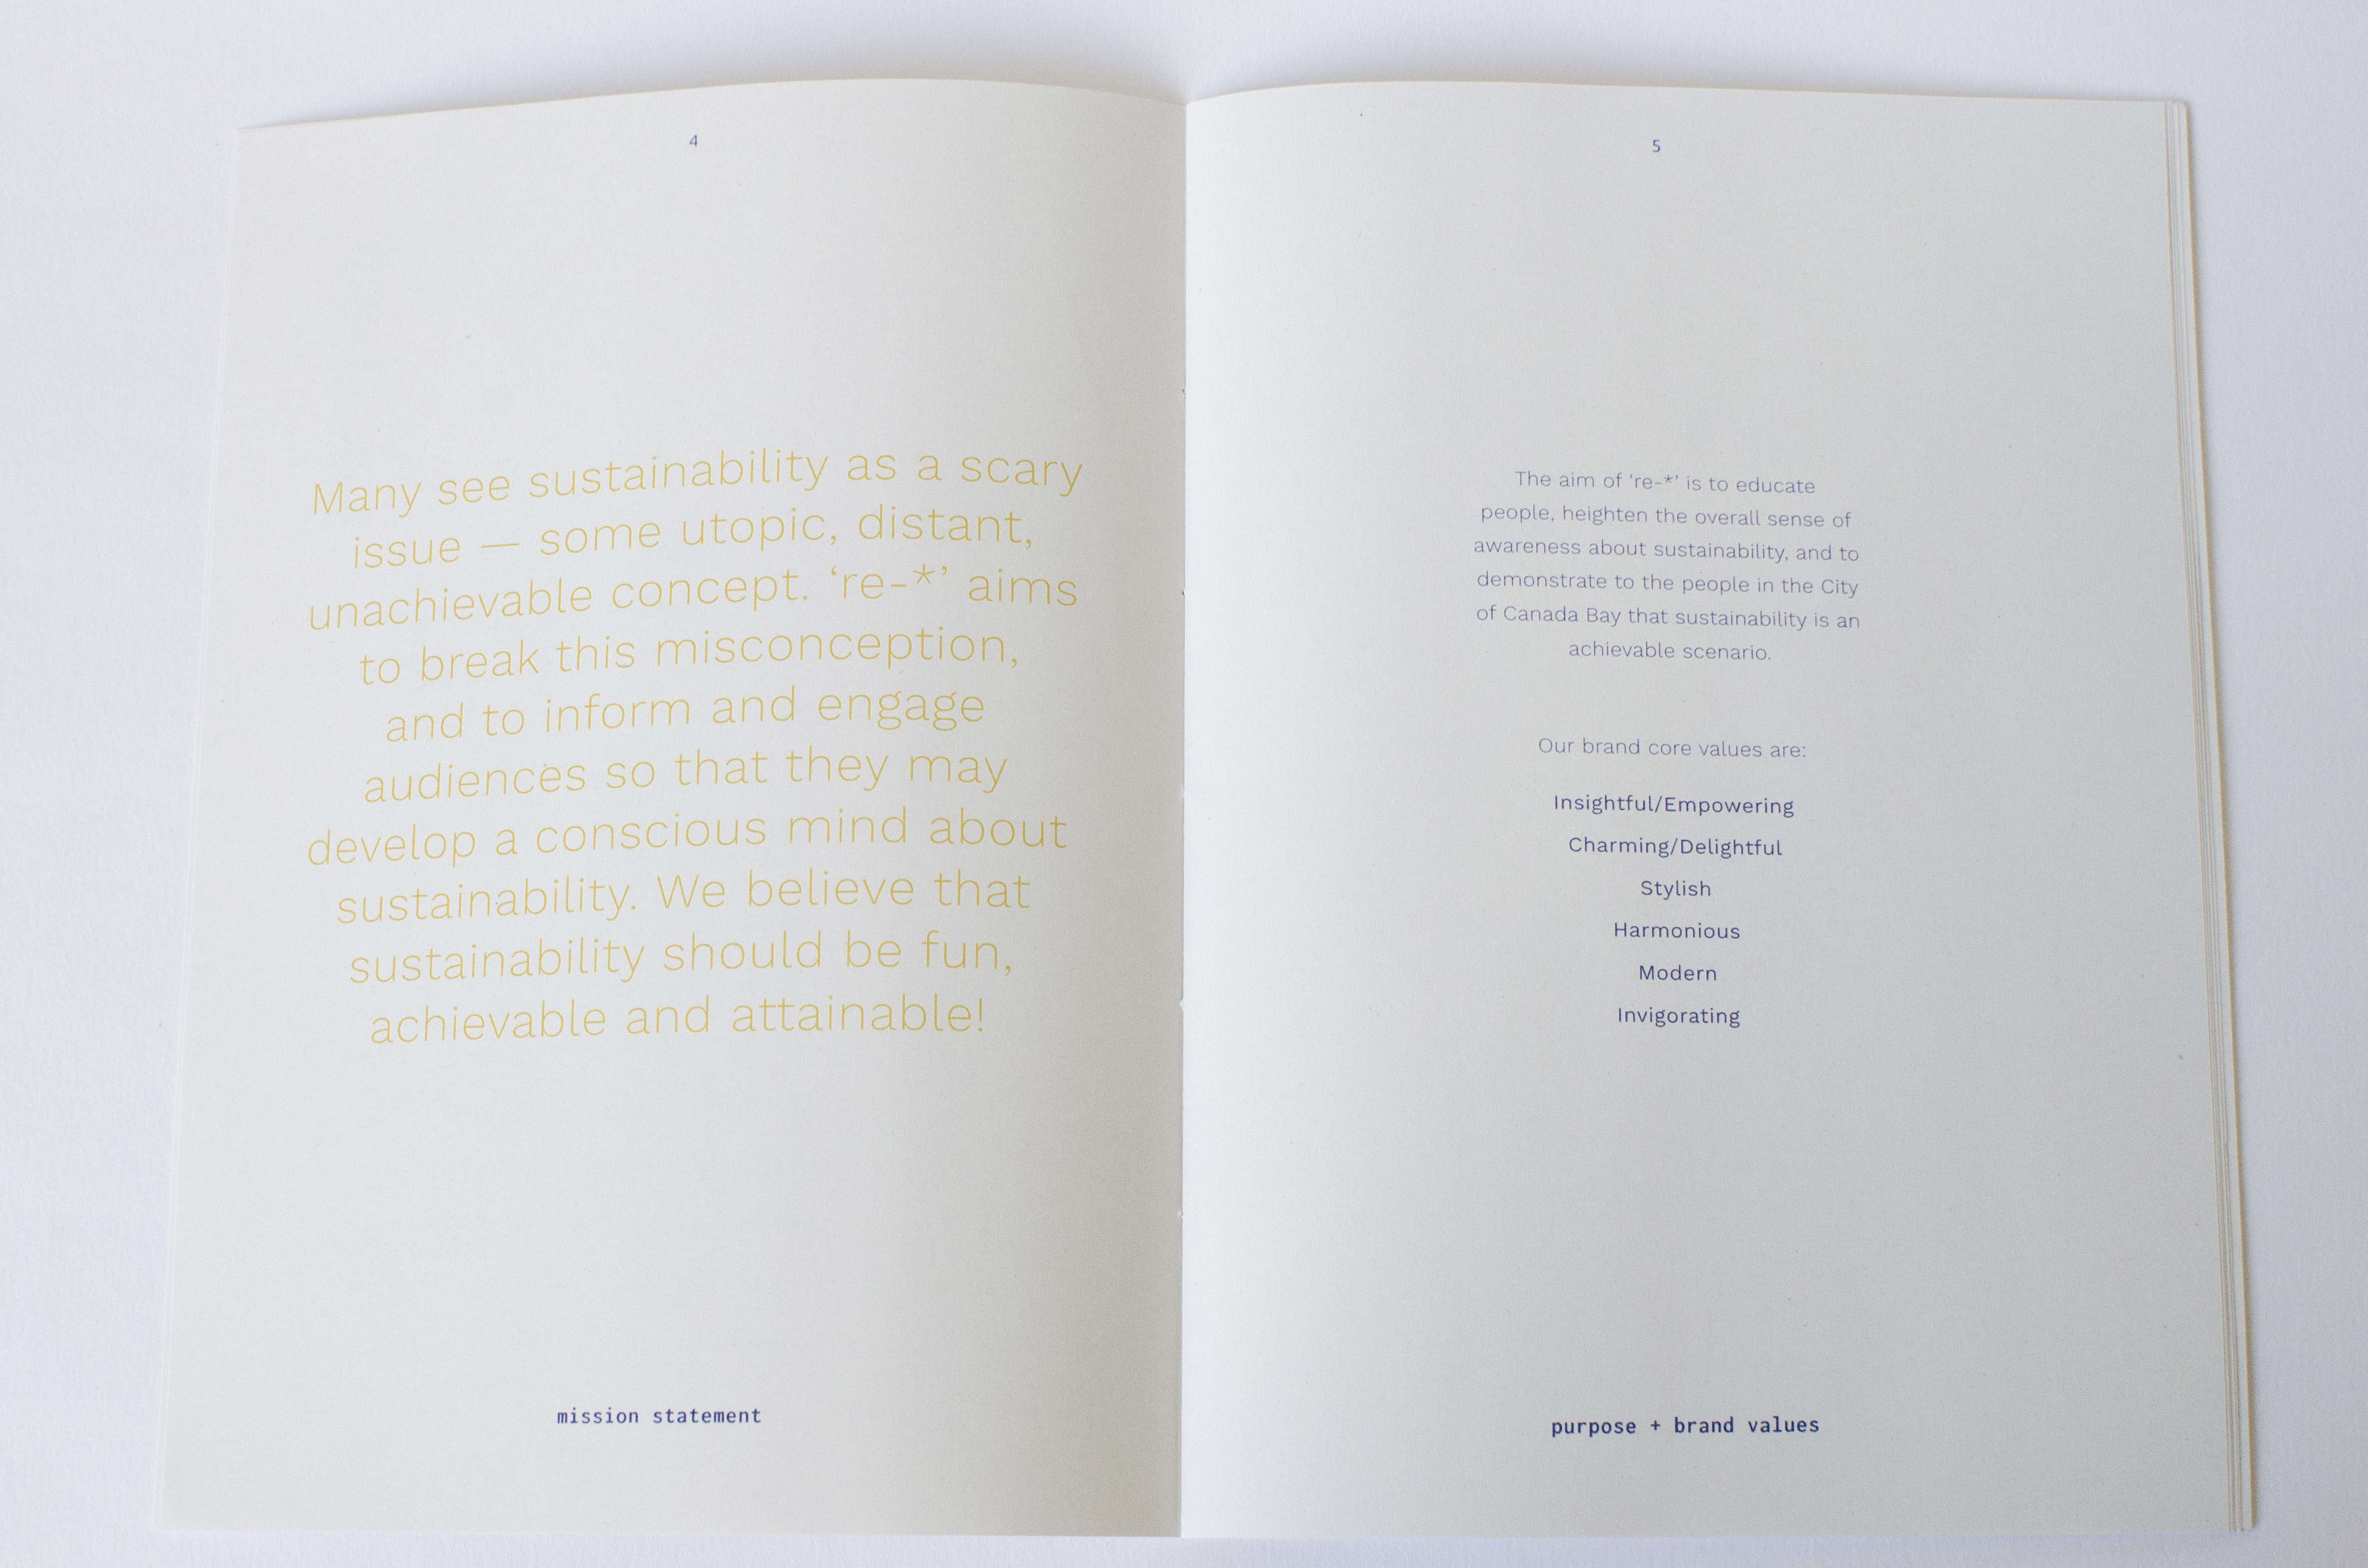 4
Many see sustainability as a scary
issue — some utopic, distant,
unachievable concept. ‘re-*’ aims
to break this misconception,
and to inform and engage
audiences so that they may
develop a conscious mind about
sustainability. We believe that
sustainability should be fun,
achievable and attainable!
mission statement
5
The aim of ‘re-*’ is to educate
people, heighten the overall sense of
awareness about sustainability, and to
demonstrate to the people in the City
of Canada Bay that sustainability is an
achievable scenario.
Our brand core values are:
Insightful/Empowering
Charming/Delightful
Stylish
Harmonious
Modern
Invigorating
purpose + brand values